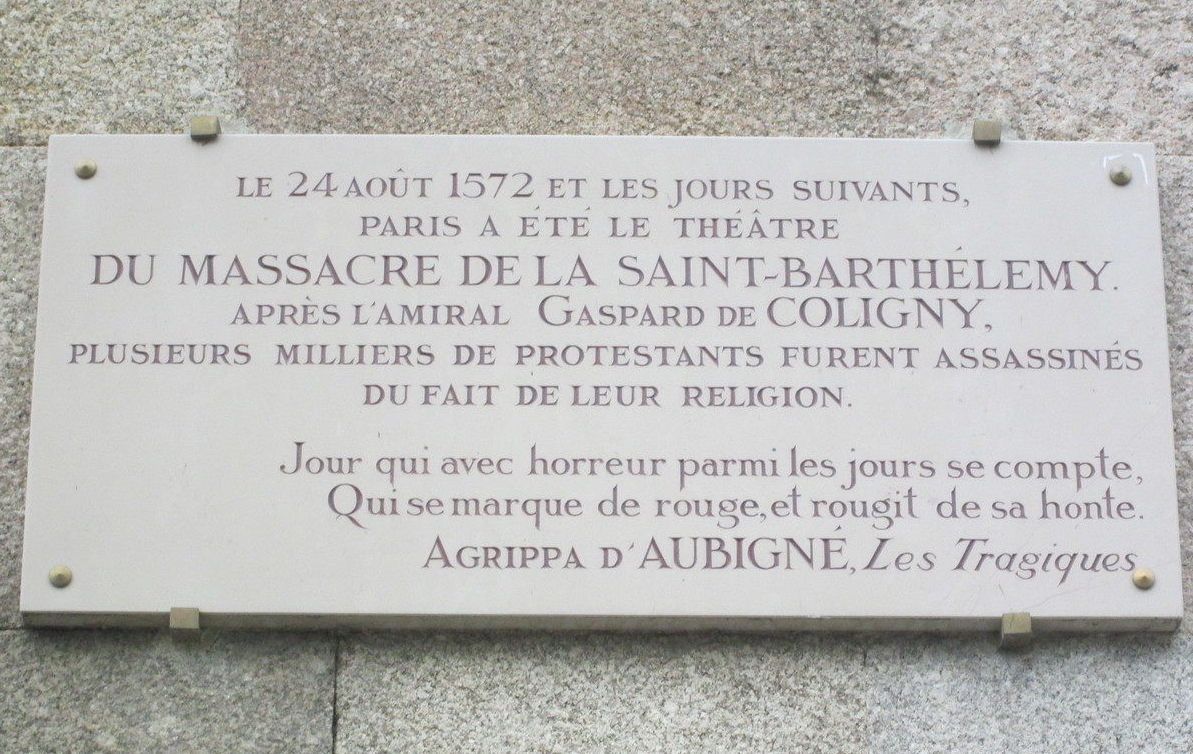 LE 24 AOÛT 1572 ET LES JOURS SUIVANTS,
PARIS A ÉTÉ LE THÉÂTRE
DU MASSACRE DE LA SAINT-BARTHÉLEMY.
APRÈS L'AMIRAL GASPARD DE COLIGNY,
PLUSIEURS MILLIERS DE PROTESTANTS FURENT ASSASSINÉS
DU FAIT DE LEUR RELIGION.
Jour qui avec horreur parmi les jours se compte,
Qui se marque de rouge, et rougit de sa honte.
AGRIPPA D'AUBIGNÉ, Les Tragiques